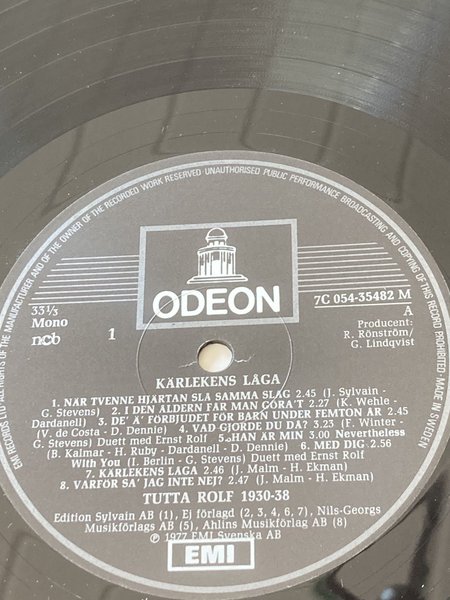 EMI RECORDS LTD ALL RIGHTS OF THE MANUFACTURER AND OF THE OWNER OF THE RECORDED WORK RESERVED UNAUTHORISED PUBLIC PERFORMANCE BROADCASTING AND COPYING OF THIS RECORD PROHIBITED MADE IN SWEDEN
ODEON
33⅓
Mono
ncb
1
7C 054-35482 M
A
Producent:
R. Rönström/
G. Lindqvist
KÄRLEKENS LÅGA
1. NÄR TVENNE HJÄRTAN SLÅ SAMMA SLAG 2.45 (J. Sylvain -
G. Stevens) 2. I DEN ÅLDERN FÅR MAN GÖRA'T 2.27 (K. Wehle -
Dardanell) 3. DE' Ä' FÖRBJUDET FÖR BARN UNDER FEMTON ÅR
(V. de Costa - D. Dennie) 4. VAD GJORDE DU DÅ? 2.33 (F. Winter -
G. Stevens) Duett med Ernst Rolf 5. HAN ÄR MIN 3.00 Nevertheless
(B. Kalmar - H. Ruby - Dardanell - D. Dennie) 6. MED DIG
With You (I. Berlin - G. Stevens) Duett med Ernst Rolf 2.56
7. KÄRLEKENS LÅGA 2.46 (J. Malm - H. Ekman)
8. VARFÖR SA' JAG INTE NEJ? 2.47 (J. Malm - H. Ekman)
TUTTA ROLF 1930-38
Edition Sylvain AB (1), Ej förlagd (2, 3, 4, 6, 7), Nils-Georgs
Musikförlags AB (5), Ahlins Musikförlag AB (8)
℗ 1977 EMI Svenska AB
EMI